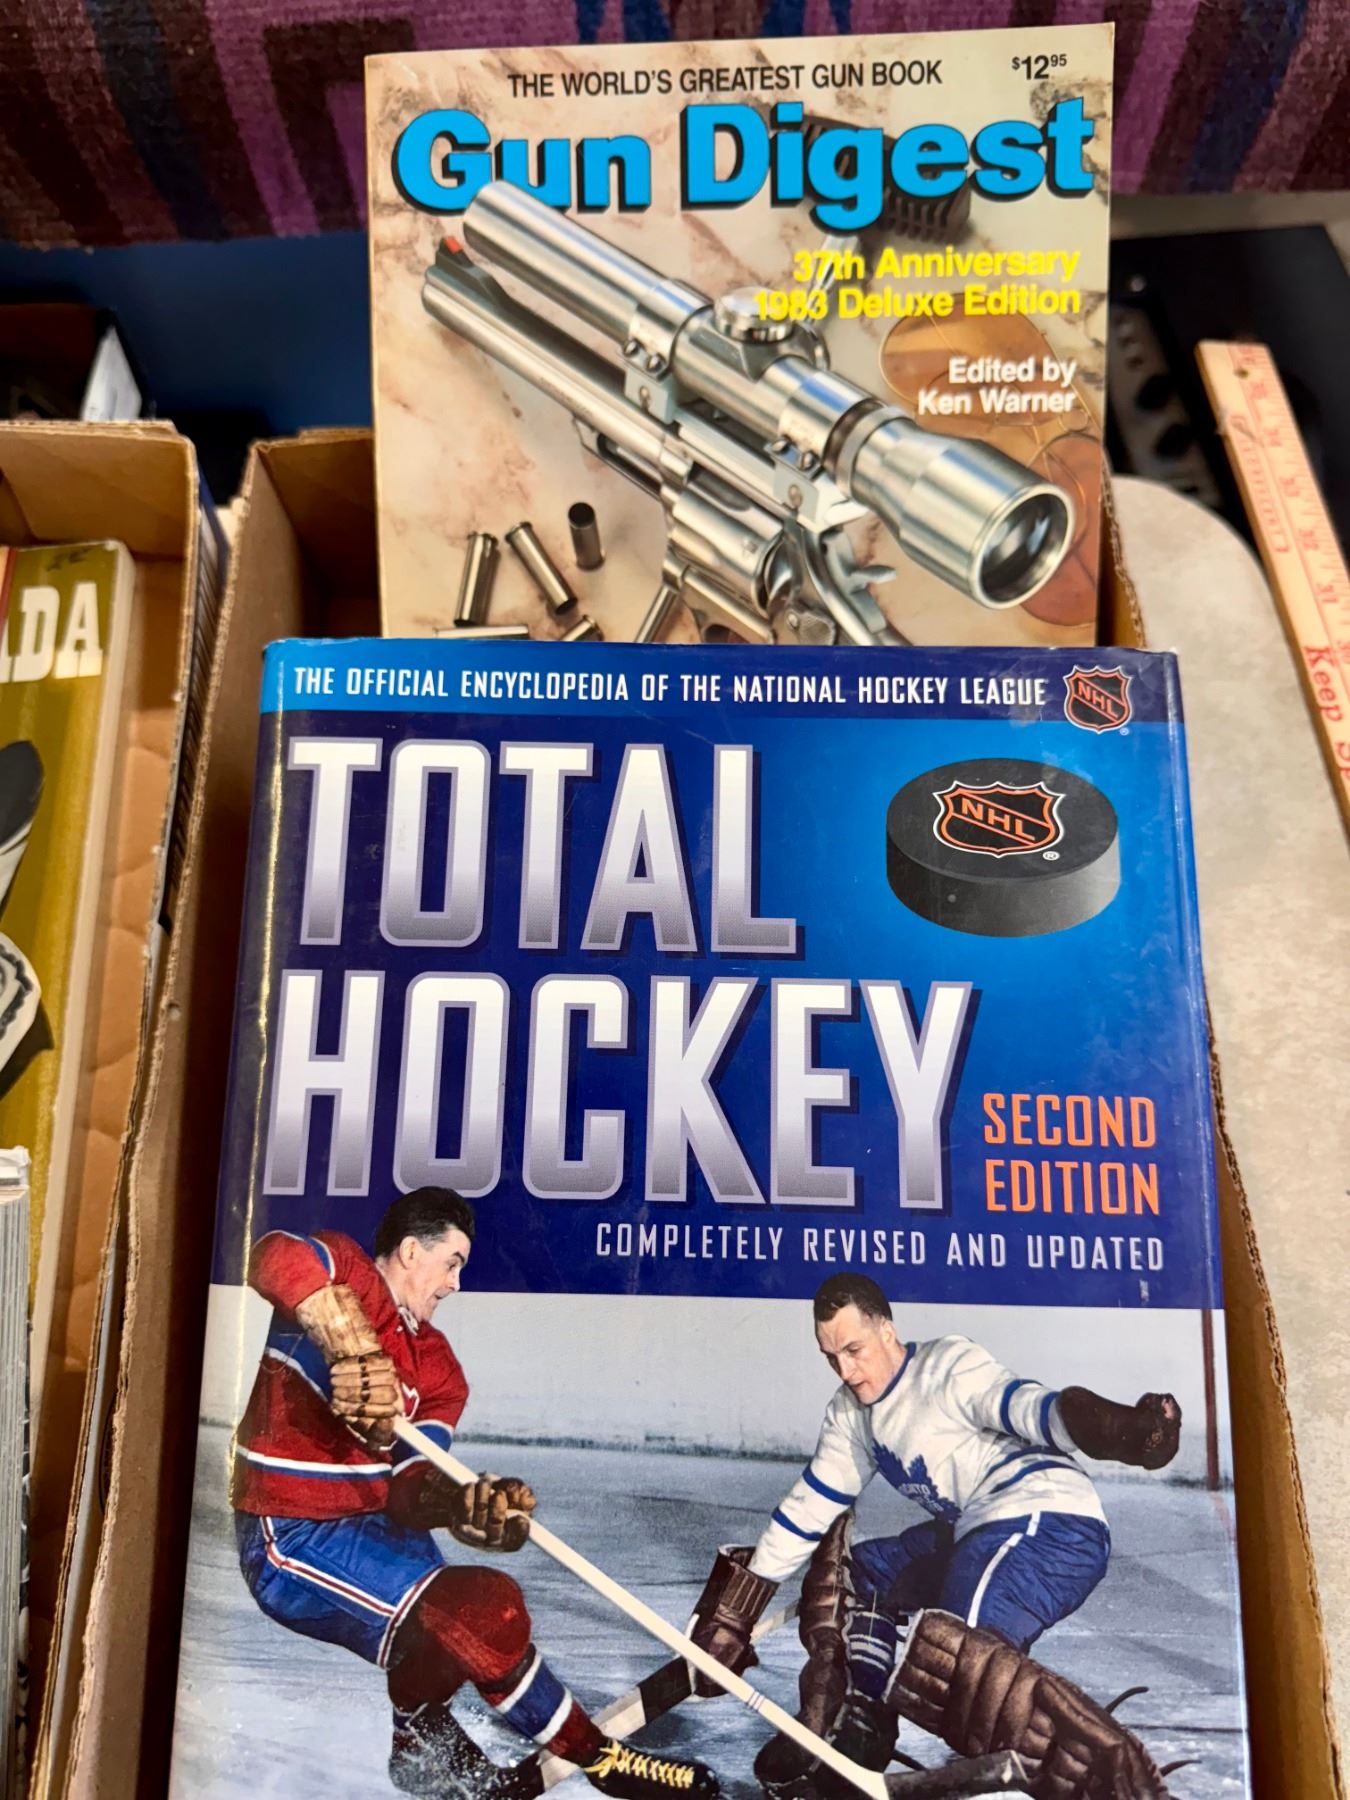 THE WORLD'S GREATEST GUN BOOK
$12.95
Gun Digest
37th Anniversary
1983 Deluxe Edition
Edited by
Ken Warner
DA
THE OFFICIAL ENCYCLOPEDIA OF THE NATIONAL HOCKEY LEAGUE
NHL
TOTAL
NHL
HOCKEY
SECOND
EDITION
COMPLETELY REVISED AND UPDATED
Keep